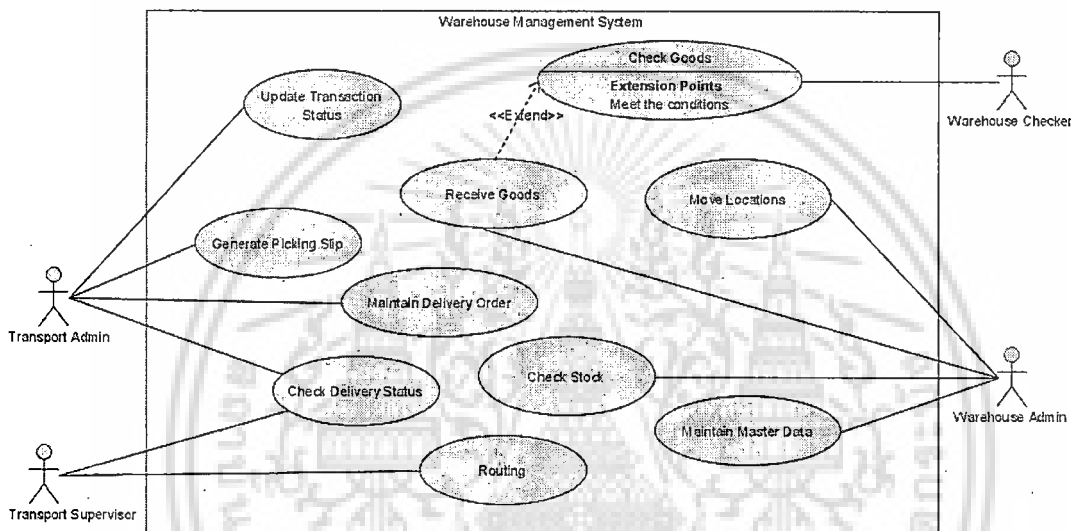 Warehouse Management System
Check Goods
Extension Points
Meet the conditions
<<Extend>>
Update Transaction
Status
Warehouse Checker
Receive Goods
Move Locations
Generate Picking Slip
Maintain Delivery Order
Transport Admin
Check Stock
Check Delivery Status
Warehouse Admin
Maintain Master Data
Routing
Transport Supervisor